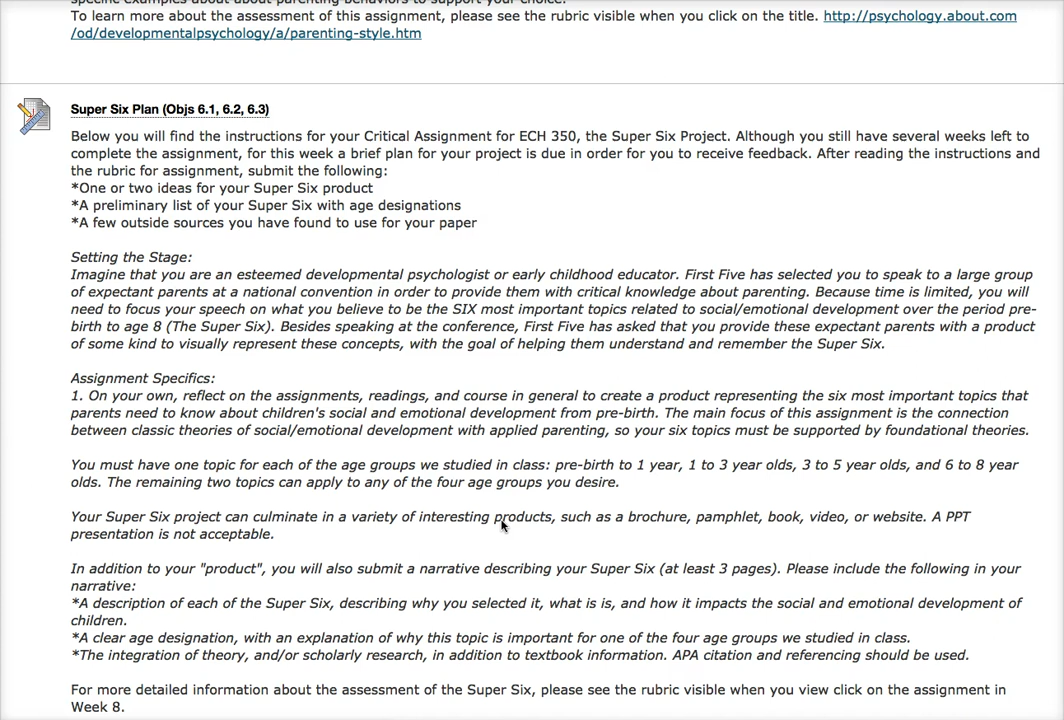 To learn more about the assessment of this assignment, please see the rubric visible when you click on the title. http://psychology.about.com
/od/developmentalpsychology/a/parenting-style.htm
Super Six Plan (Objs 6.1, 6.2, 6.3)
Below you will find the instructions for your Critical Assignment for ECH 350, the Super Six Project. Although you still have several weeks left to
complete the assignment, for this week a brief plan for your project is due in order for you to receive feedback. After reading the instructions and
the rubric for assignment, submit the following:
*One or two ideas for your Super Six product
*A preliminary list of your Super Six with age designations
*A few outside sources you have found to use for your paper
Setting the Stage:
Imagine that you are an esteemed developmental psychologist or early childhood educator. First Five has selected you to speak to a large group
of expectant parents at a national convention in order to provide them with critical knowledge about parenting. Because time is limited, you will
need to focus your speech on what you believe to be the SIX most important topics related to social/emotional development over the period pre-
birth to age 8 (The Super Six). Besides speaking at the conference, First Five has asked that you provide these expectant parents with a product
of some kind to visually represent these concepts, with the goal of helping them understand and remember the Super Six.
Assignment Specifics:
1. On your own, reflect on the assignments, readings, and course in general to create a product representing the six most important topics that
parents need to know about children's social and emotional development from pre-birth. The main focus of this assignment is the connection
between classic theories of social/emotional development with applied parenting, so your six topics must be supported by foundational theories.
You must have one topic for each of the age groups we studied in class: pre-birth to 1 year, 1 to 3 year olds, 3 to 5 year olds, and 6 to 8 year
olds. The remaining two topics can apply to any of the four age groups you desire.
Your Super Six project can culminate in a variety of interesting products, such as a brochure, pamphlet, book, video, or website. A PPT
presentation is not acceptable.
In addition to your "product", you will also submit a narrative describing your Super Six (at least 3 pages). Please include the following in your
narrative:
*A description of each of the Super Six, describing why you selected it, what is is, and how it impacts the social and emotional development of
children.
*A clear age designation, with an explanation of why this topic is important for one of the four age groups we studied in class.
*The integration of theory, and/or scholarly research, in addition to textbook information. APA citation and referencing should be used.
For more detailed information about the assessment of the Super Six, please see the rubric visible when you view click on the assignment in
Week 8.